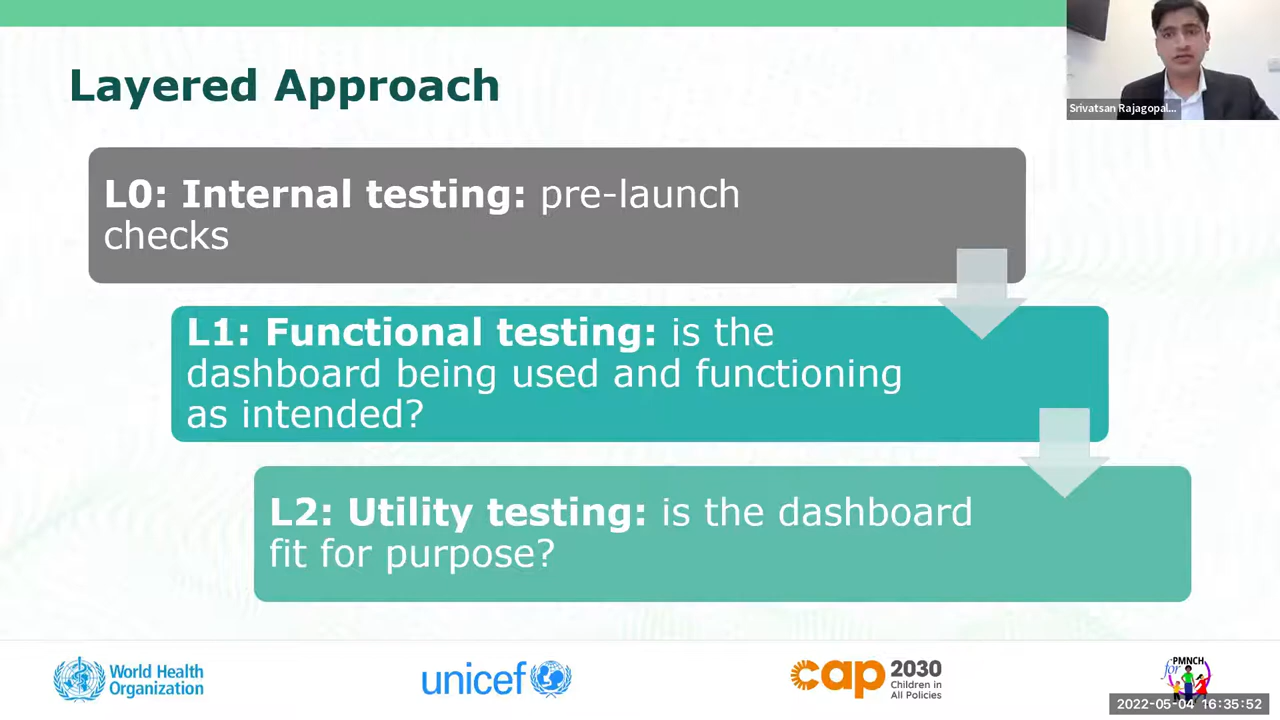 Layered Approach
Srivatsan Rajagopal...
L0: Internal testing: pre-launch
checks
L1: Functional testing: is the
dashboard being used and functioning
as intended?
L2: Utility testing: is the dashboard
fit for purpose?
World Health
Organization
unicef
cap 2030
Children in
All Policies
for PMNCH
2022-05-04 16:35:52